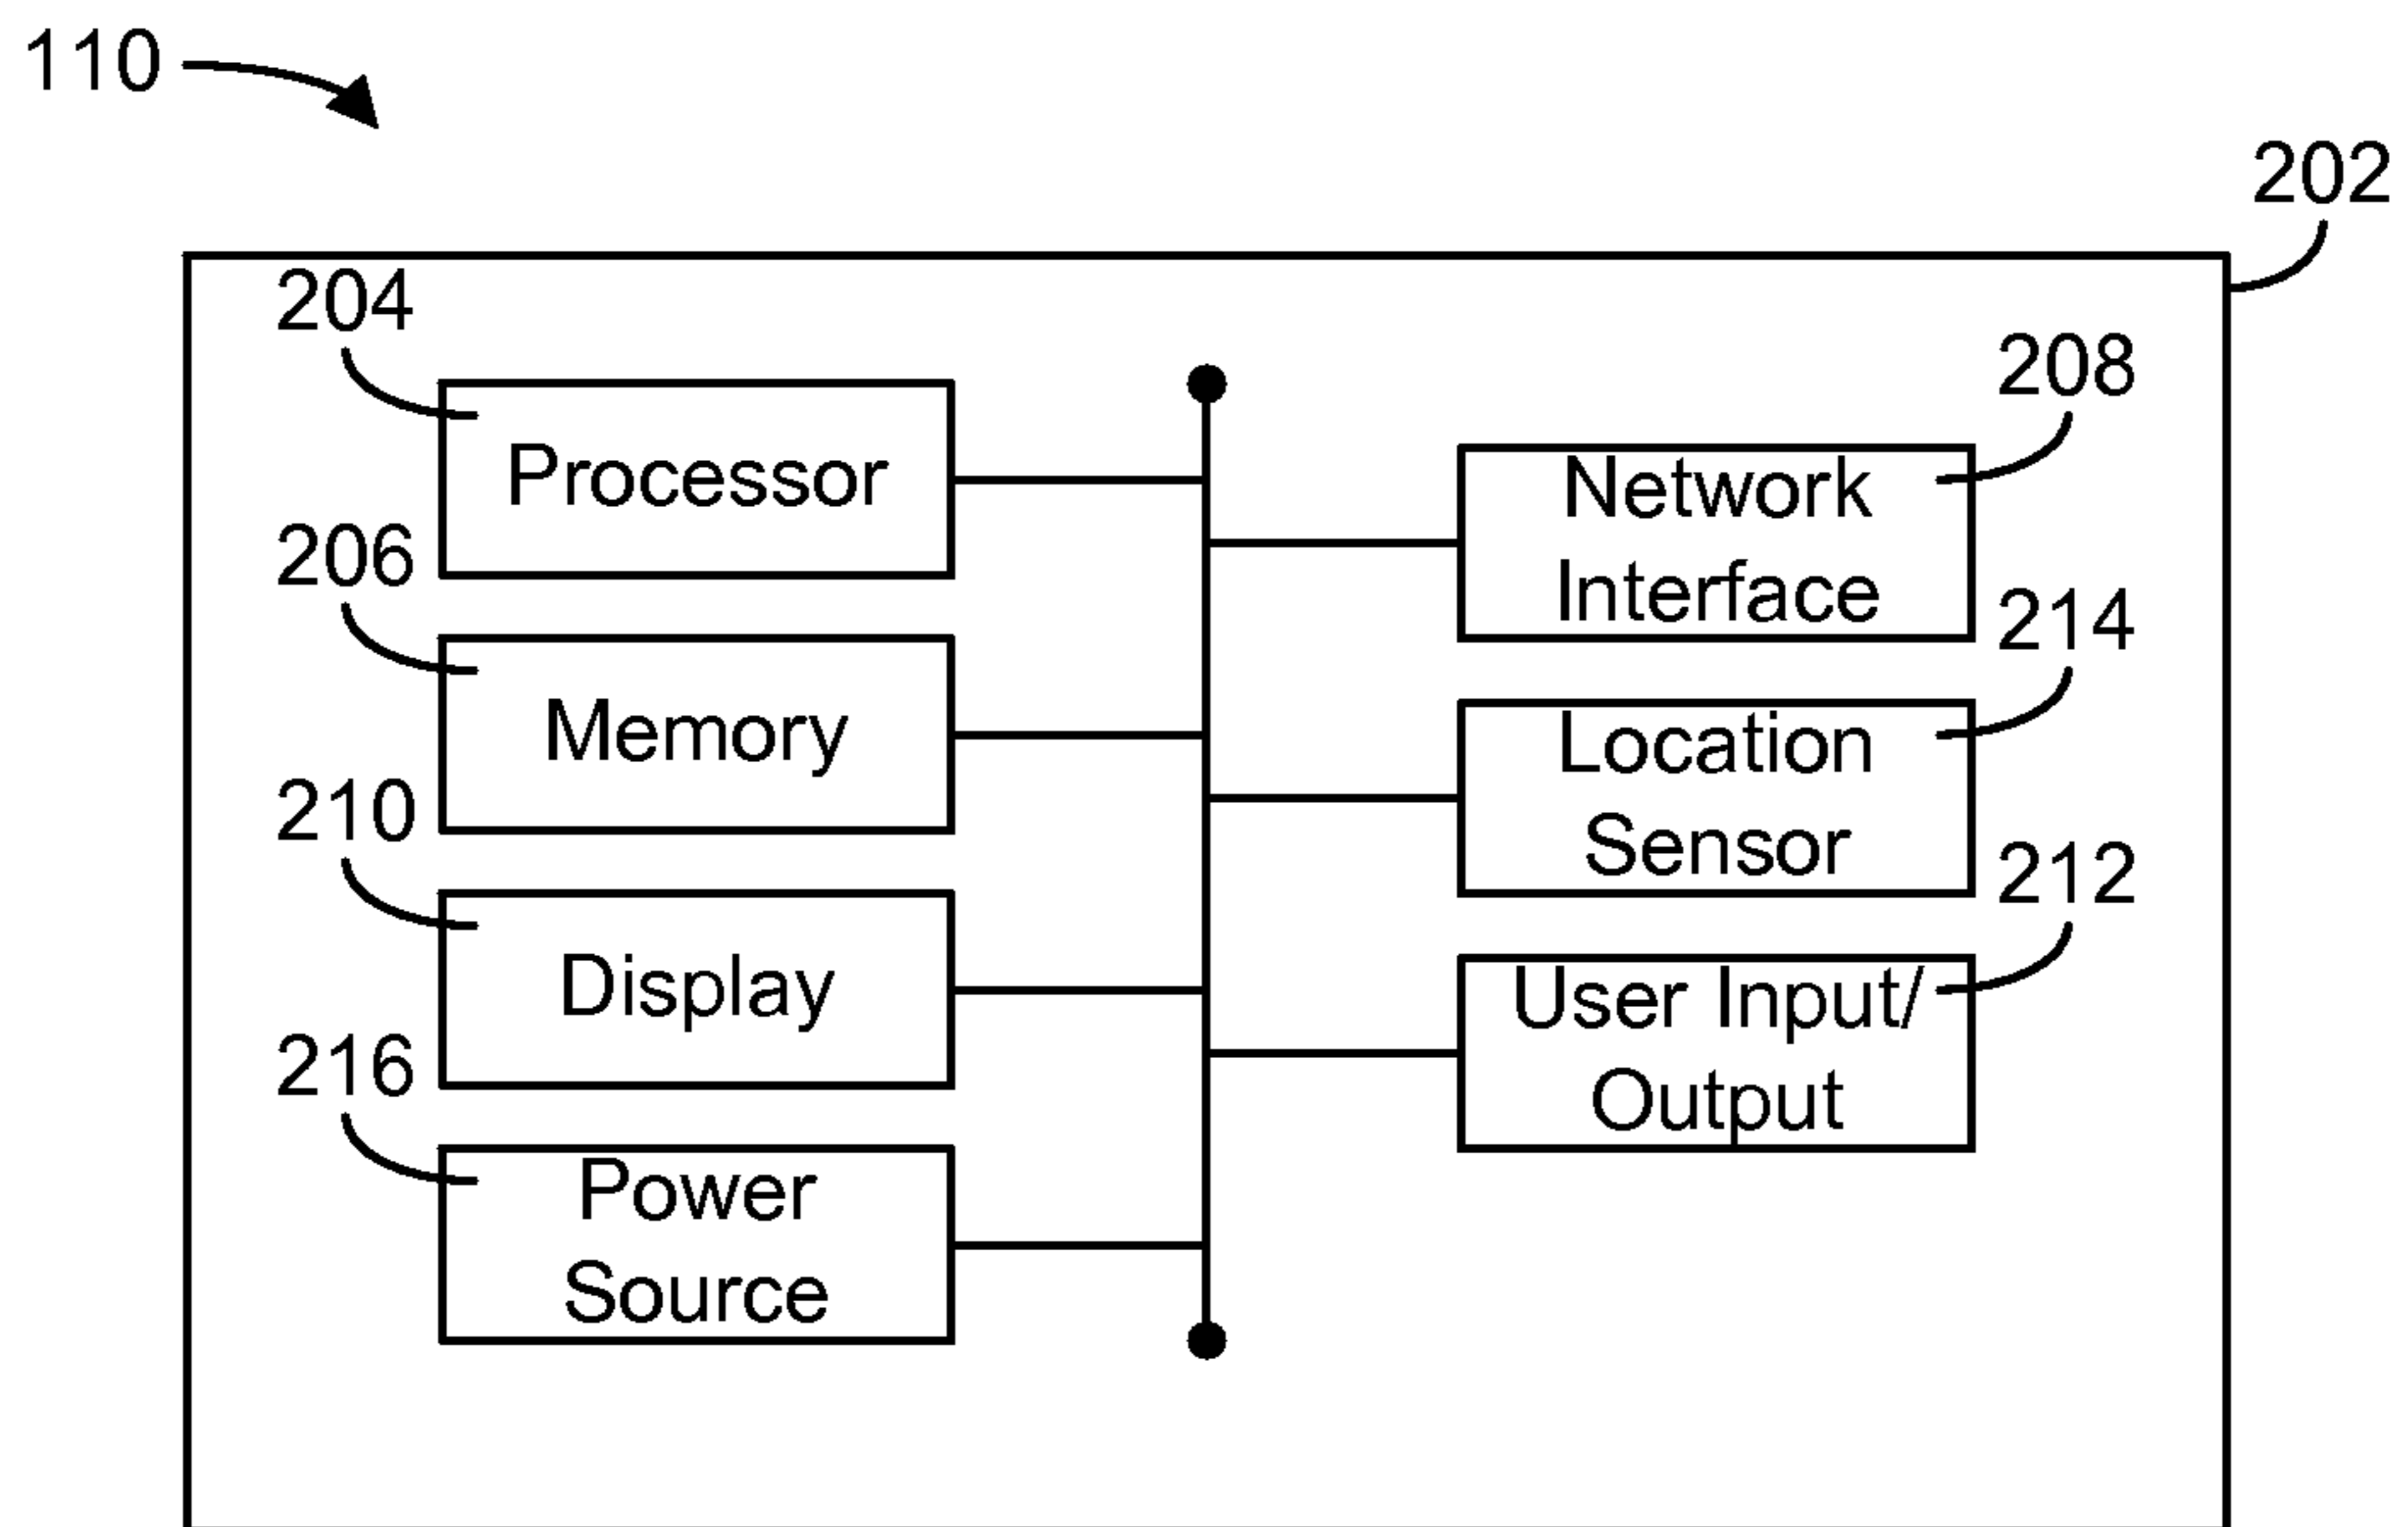 110
202
204
208
Processor
Network
Interface
206
214
Memory
Location
Sensor
210
212
Display
User Input/
Output
216
Power
Source